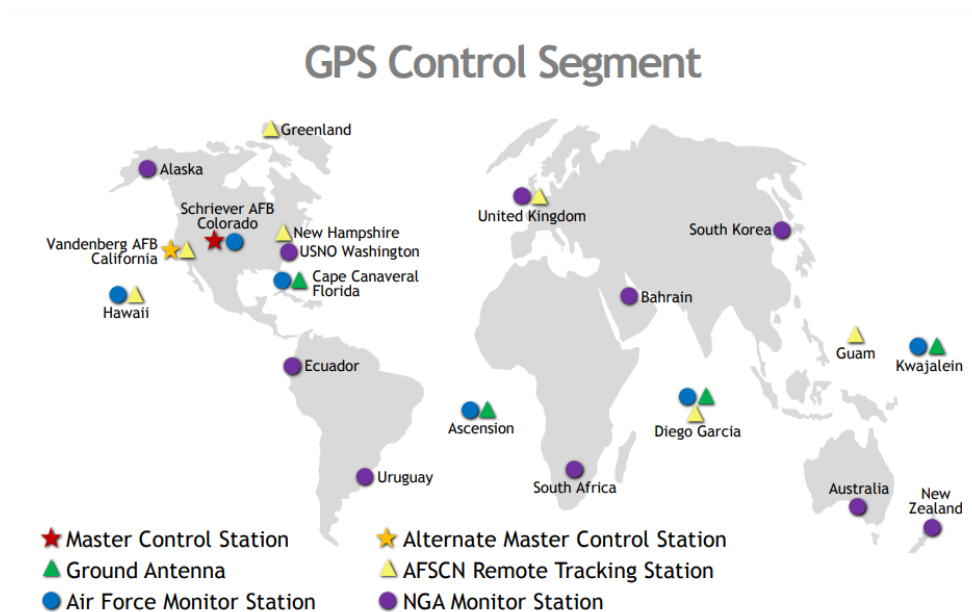 GPS Control Segment
Greenland
Alaska
Schriever AFB
Colorado
Vandenberg AFB
California
New Hampshire
USNO Washington
Cape Canaveral
Florida
Hawaii
United Kingdom
South Korea
Bahrain
Guam
Kwajalein
Ecuador
Ascension
Diego Garcia
Uruguay
South Africa
Australia
New
Zealand
Master Control Station
Alternate Master Control Station
Ground Antenna
AFSCN Remote Tracking Station
Air Force Monitor Station
NGA Monitor Station